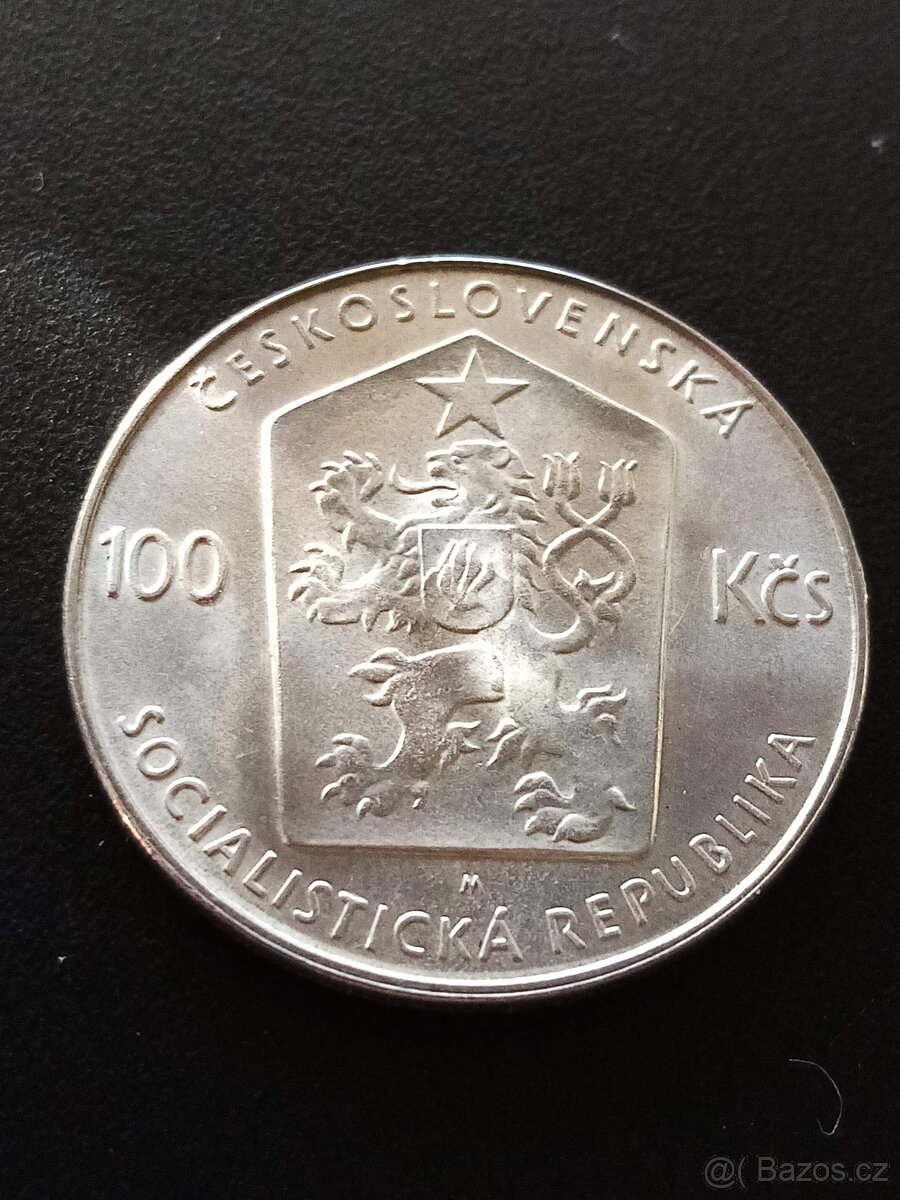 ČESKOSLOVENSKÁ
100 Kčs
SOCIALISTICKÁ REPUBLIKA
M
@( Bazos.cz